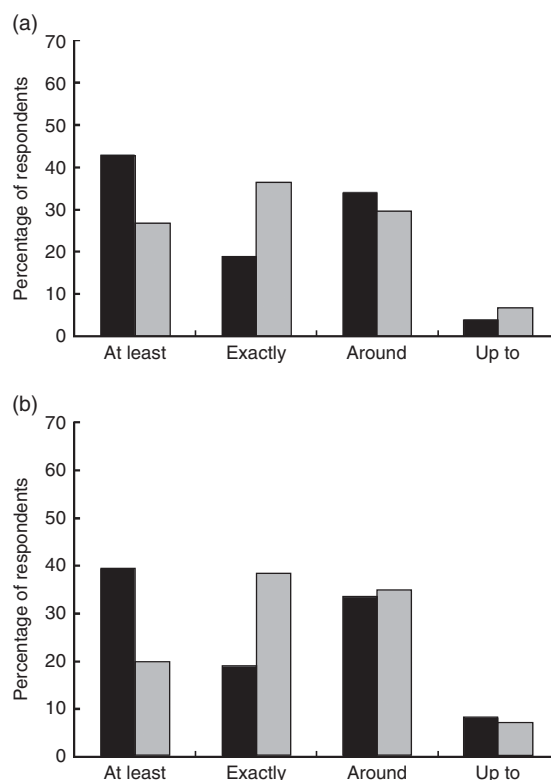 (a)
70
60
50
40
30
20
10
0
Percentage of respondents
At least Exactly Around Up to
(b)
70
60
50
40
30
20
10
0
Percentage of respondents
At least Exactly Around Up to